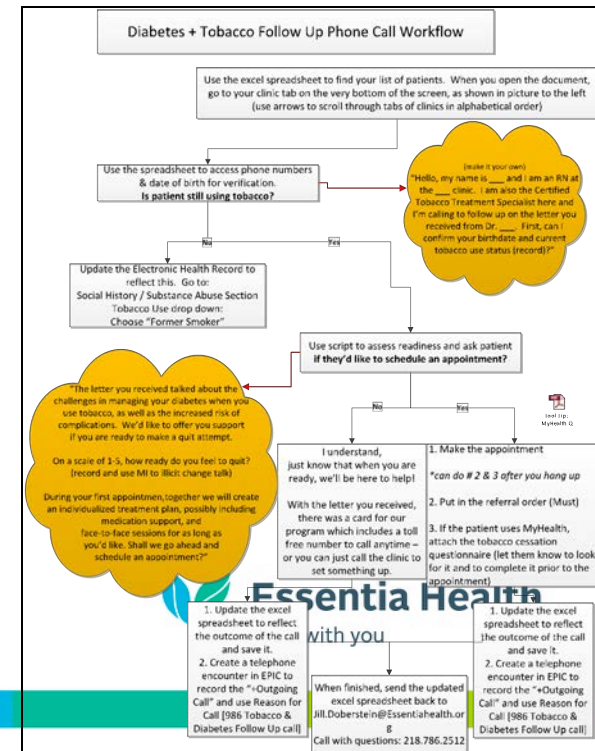 Diabetes + Tobacco Follow Up Phone Call Workflow
Use the excel spreadsheet to find your list of patients. When you open the document,
go to your clinic tab on the very bottom of the screen, as shown in picture to the left
(use arrows to scroll through tabs of clinics in alphabetical order)
Use the spreadsheet to access phone numbers
& date of birth for verification.
Is patient still using tobacco?
(make it your own)
"Hello, my name is ___ and I am an RN at
the ___ clinic. I am also the Certified
Tobacco Treatment Specialist here and
I'm calling to follow up on the letter you
received from Dr. ___. First, can I
confirm your birthdate and current
tobacco use status (record)?"
No
Yes
Update the Electronic Health Record to
reflect this. Go to:
Social History / Substance Abuse Section
Tobacco Use drop down:
Choose "Former Smoker"
Use script to assess readiness and ask patient
if they'd like to schedule an appointment?
"The letter you received talked about the
challenges in managing your diabetes when you
use tobacco, as well as the increased risk of
complications. We'd like to offer you support
if you are ready to make a quit attempt.
On a scale of 1-5, how ready do you feel to quit?
(record and use MI to illicit change talk)
During your first appointmen,together we will create
an individualized treatment plan, possibly including
medication support, and
face-to-face sessions for as long as
you'd like. Shall we go ahead and
schedule an appointment?"
No
Yes
Tool Tip:
MyHealth Q
I understand,
just know that when you are
ready, we'll be here to help!
With the letter you received,
there was a card for our
program which includes a toll
free number to call anytime –
or you can just call the clinic to
set something up.
1. Make the appointment
*can do # 2 & 3 after you hang up
2. Put in the referral order (Must)
3. If the patient uses MyHealth,
attach the tobacco cessation
questionnaire (let them know to look
for it and to complete it prior to the
appointment)
Essentia Health
with you
1. Update the excel
spreadsheet to reflect
the outcome of the call
and save it.
2. Create a telephone
encounter in EPIC to
record the "+Outgoing
Call" and use Reason for
Call [986 Tobacco &
Diabetes Follow Up call]
When finished, send the updated
excel spreadsheet back to
Jill.Doberstein@Essentiahealth.or
g
Call with questions: 218.786.2512
1. Update the excel
spreadsheet to reflect
the outcome of the call
and save it.
2. Create a telephone
encounter in EPIC to
record the "+Outgoing
Call" and use Reason for
Call [986 Tobacco &
Diabetes Follow Up call]